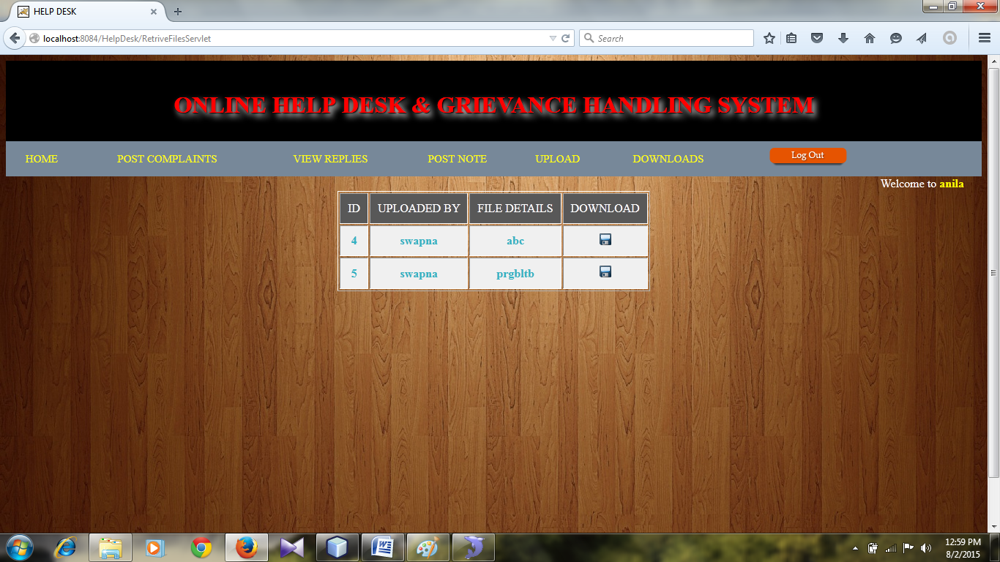 HELP DESK
localhost:8084/HelpDesk/RetriveFilesServlet
Search
ONLINE HELP DESK & GRIEVANCE HANDLING SYSTEM
HOME POST COMPLAINTS VIEW REPLIES POST NOTE UPLOAD DOWNLOADS Log Out
Welcome to anila
ID UPLOADED BY FILE DETAILS DOWNLOAD
4 swapna abc
5 swapna prgbltb
12:59 PM
8/2/2015